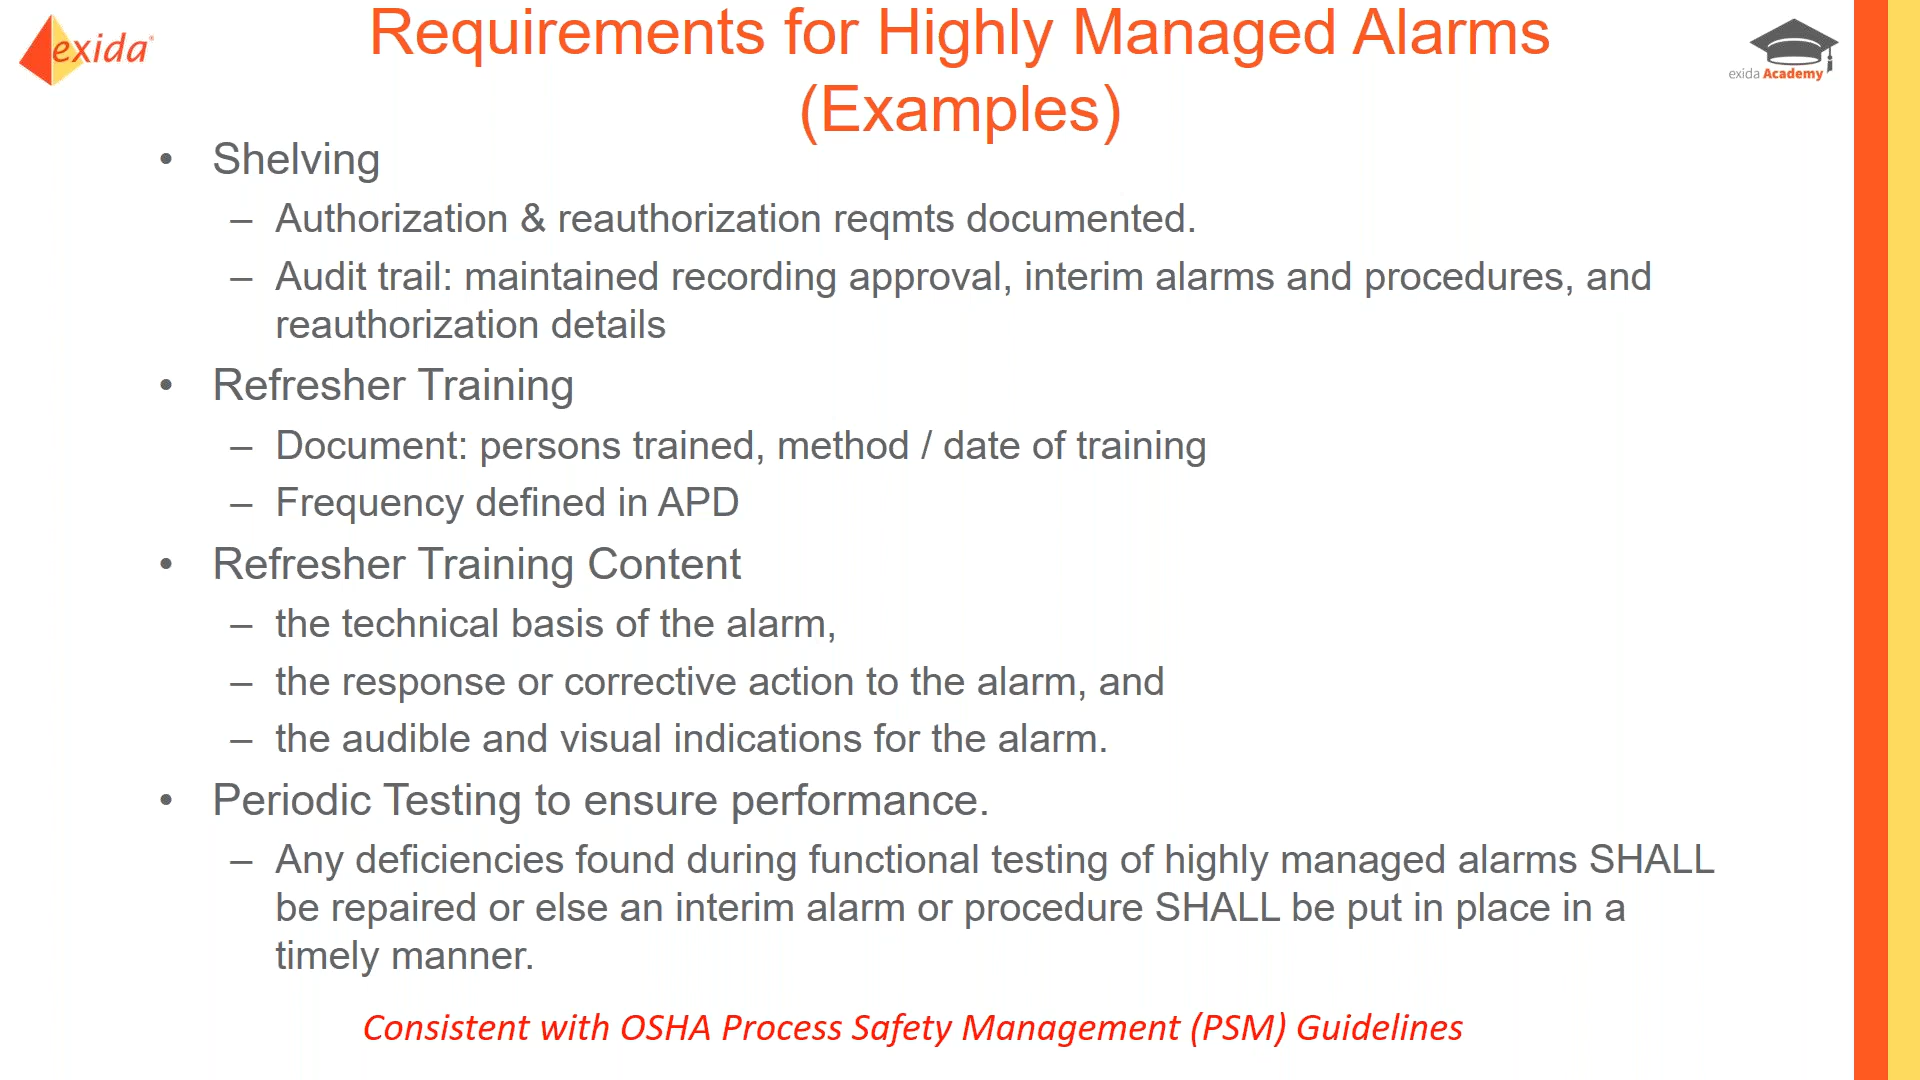 exida
Requirements for Highly Managed Alarms
(Examples)
exida Academy
• Shelving
– Authorization & reauthorization reqmts documented.
– Audit trail: maintained recording approval, interim alarms and procedures, and
reauthorization details
• Refresher Training
– Document: persons trained, method / date of training
– Frequency defined in APD
• Refresher Training Content
– the technical basis of the alarm,
– the response or corrective action to the alarm, and
– the audible and visual indications for the alarm.
• Periodic Testing to ensure performance.
– Any deficiencies found during functional testing of highly managed alarms SHALL
be repaired or else an interim alarm or procedure SHALL be put in place in a
timely manner.
Consistent with OSHA Process Safety Management (PSM) Guidelines